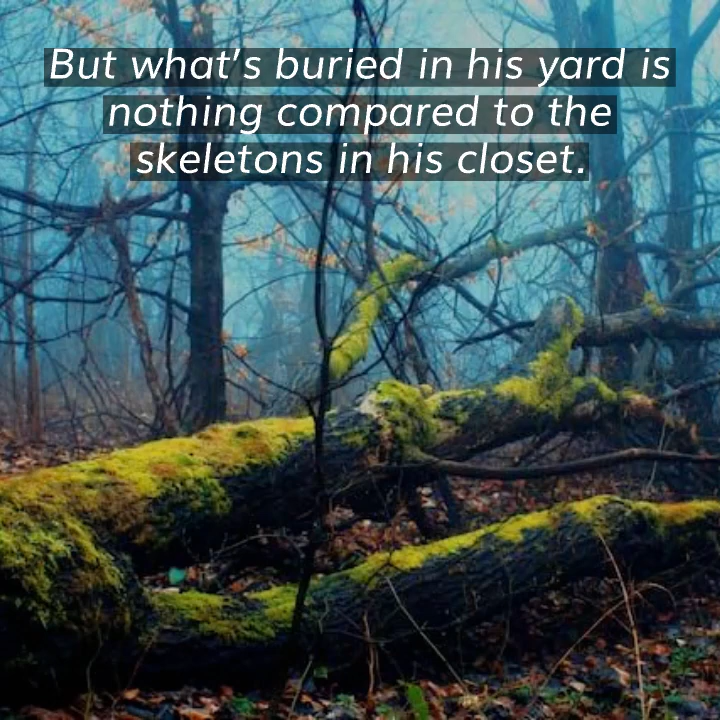 But what's buried in his yard is
nothing compared to the
skeletons in his closet.